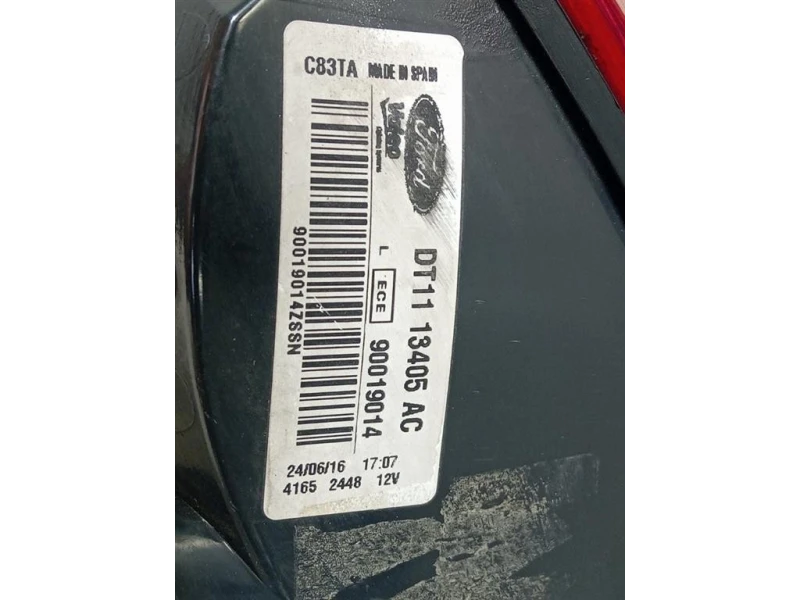 C83TA MADE IN SPAIN
Ford
Valeo
DT11 13405 AC
L ECE 90019014
90019014ZSSN
24/06/16 17:07
4165 2448 12V